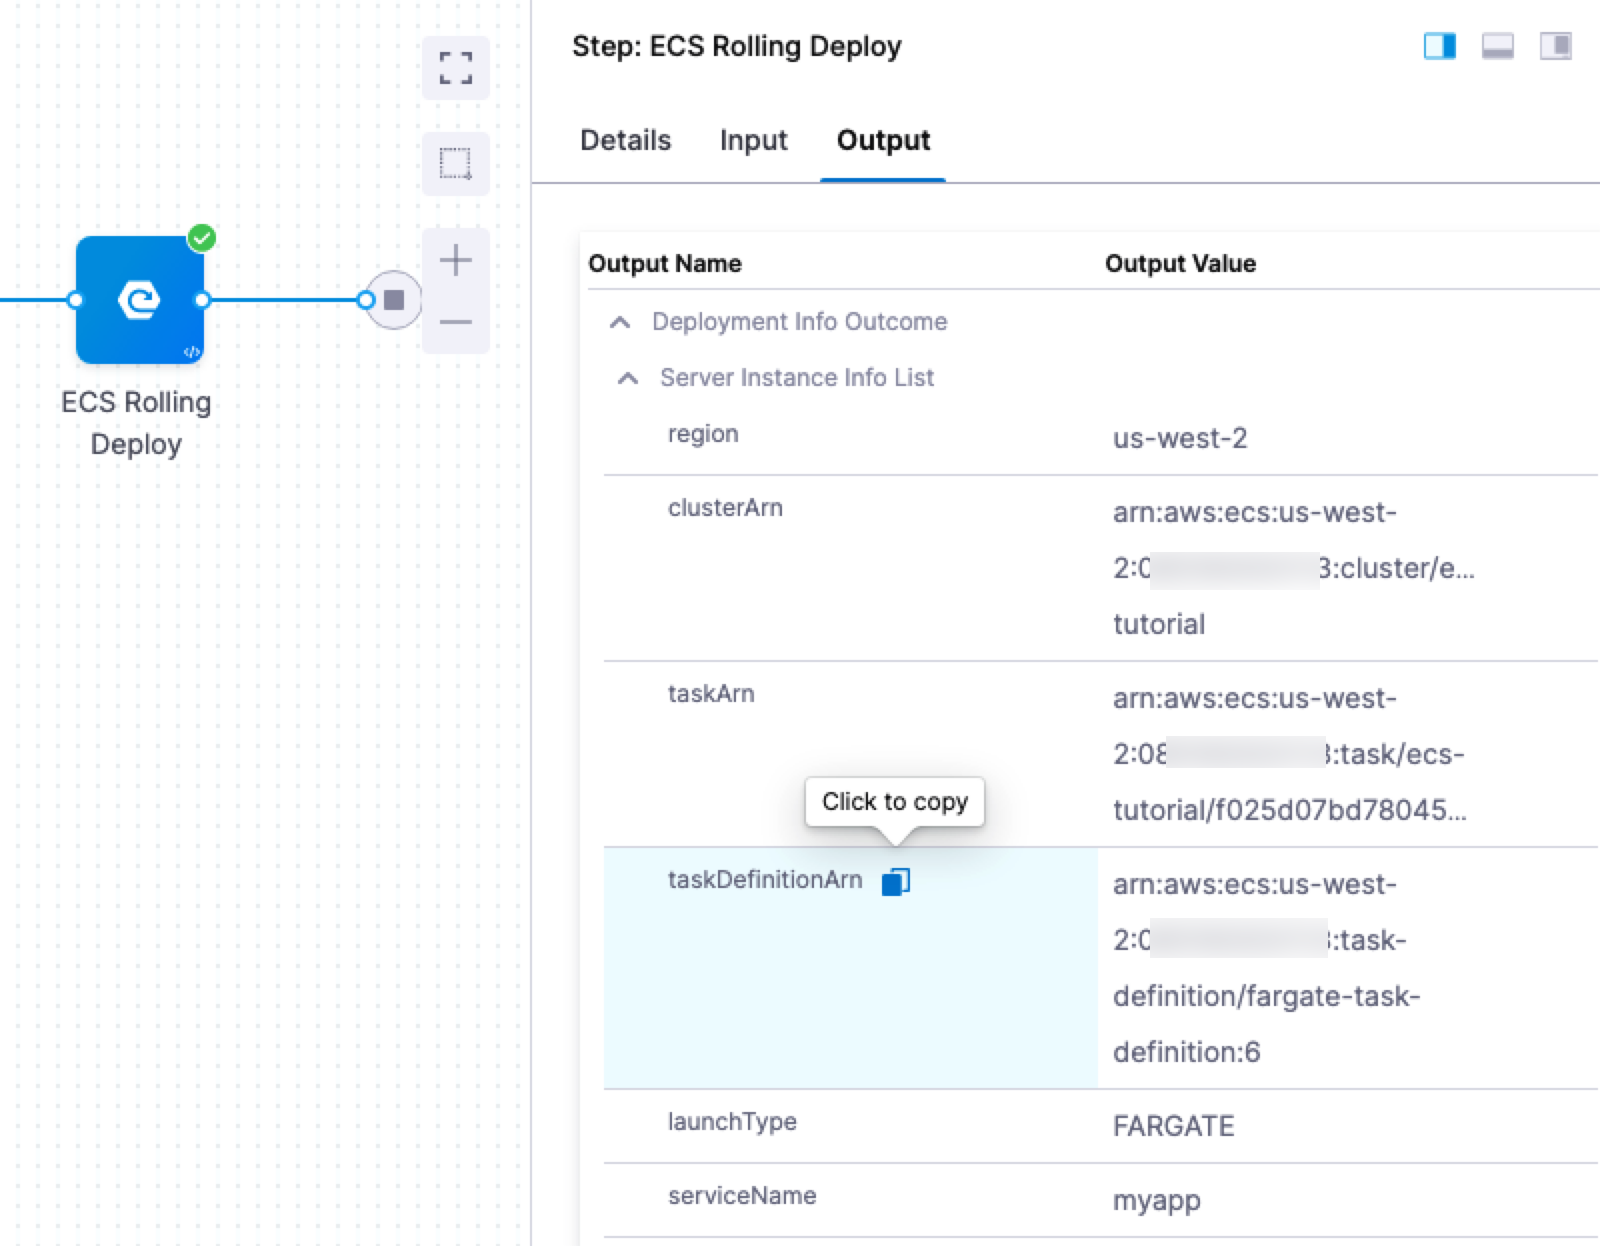 Step: ECS Rolling Deploy
Details
Input
Output
Output Name
Output Value
Deployment Info Outcome
Server Instance Info List
region
us-west-2
clusterArn
arn:aws:ecs:us-west-
2:0 3:cluster/e...
tutorial
taskArn
arn:aws:ecs:us-west-
2:08 :task/ecs-
tutorial/f025d07bd78045...
Click to copy
taskDefinitionArn
arn:aws:ecs:us-west-
2:0 :task-
definition/fargate-task-
definition:6
launchType
FARGATE
serviceName
myapp
ECS Rolling
Deploy